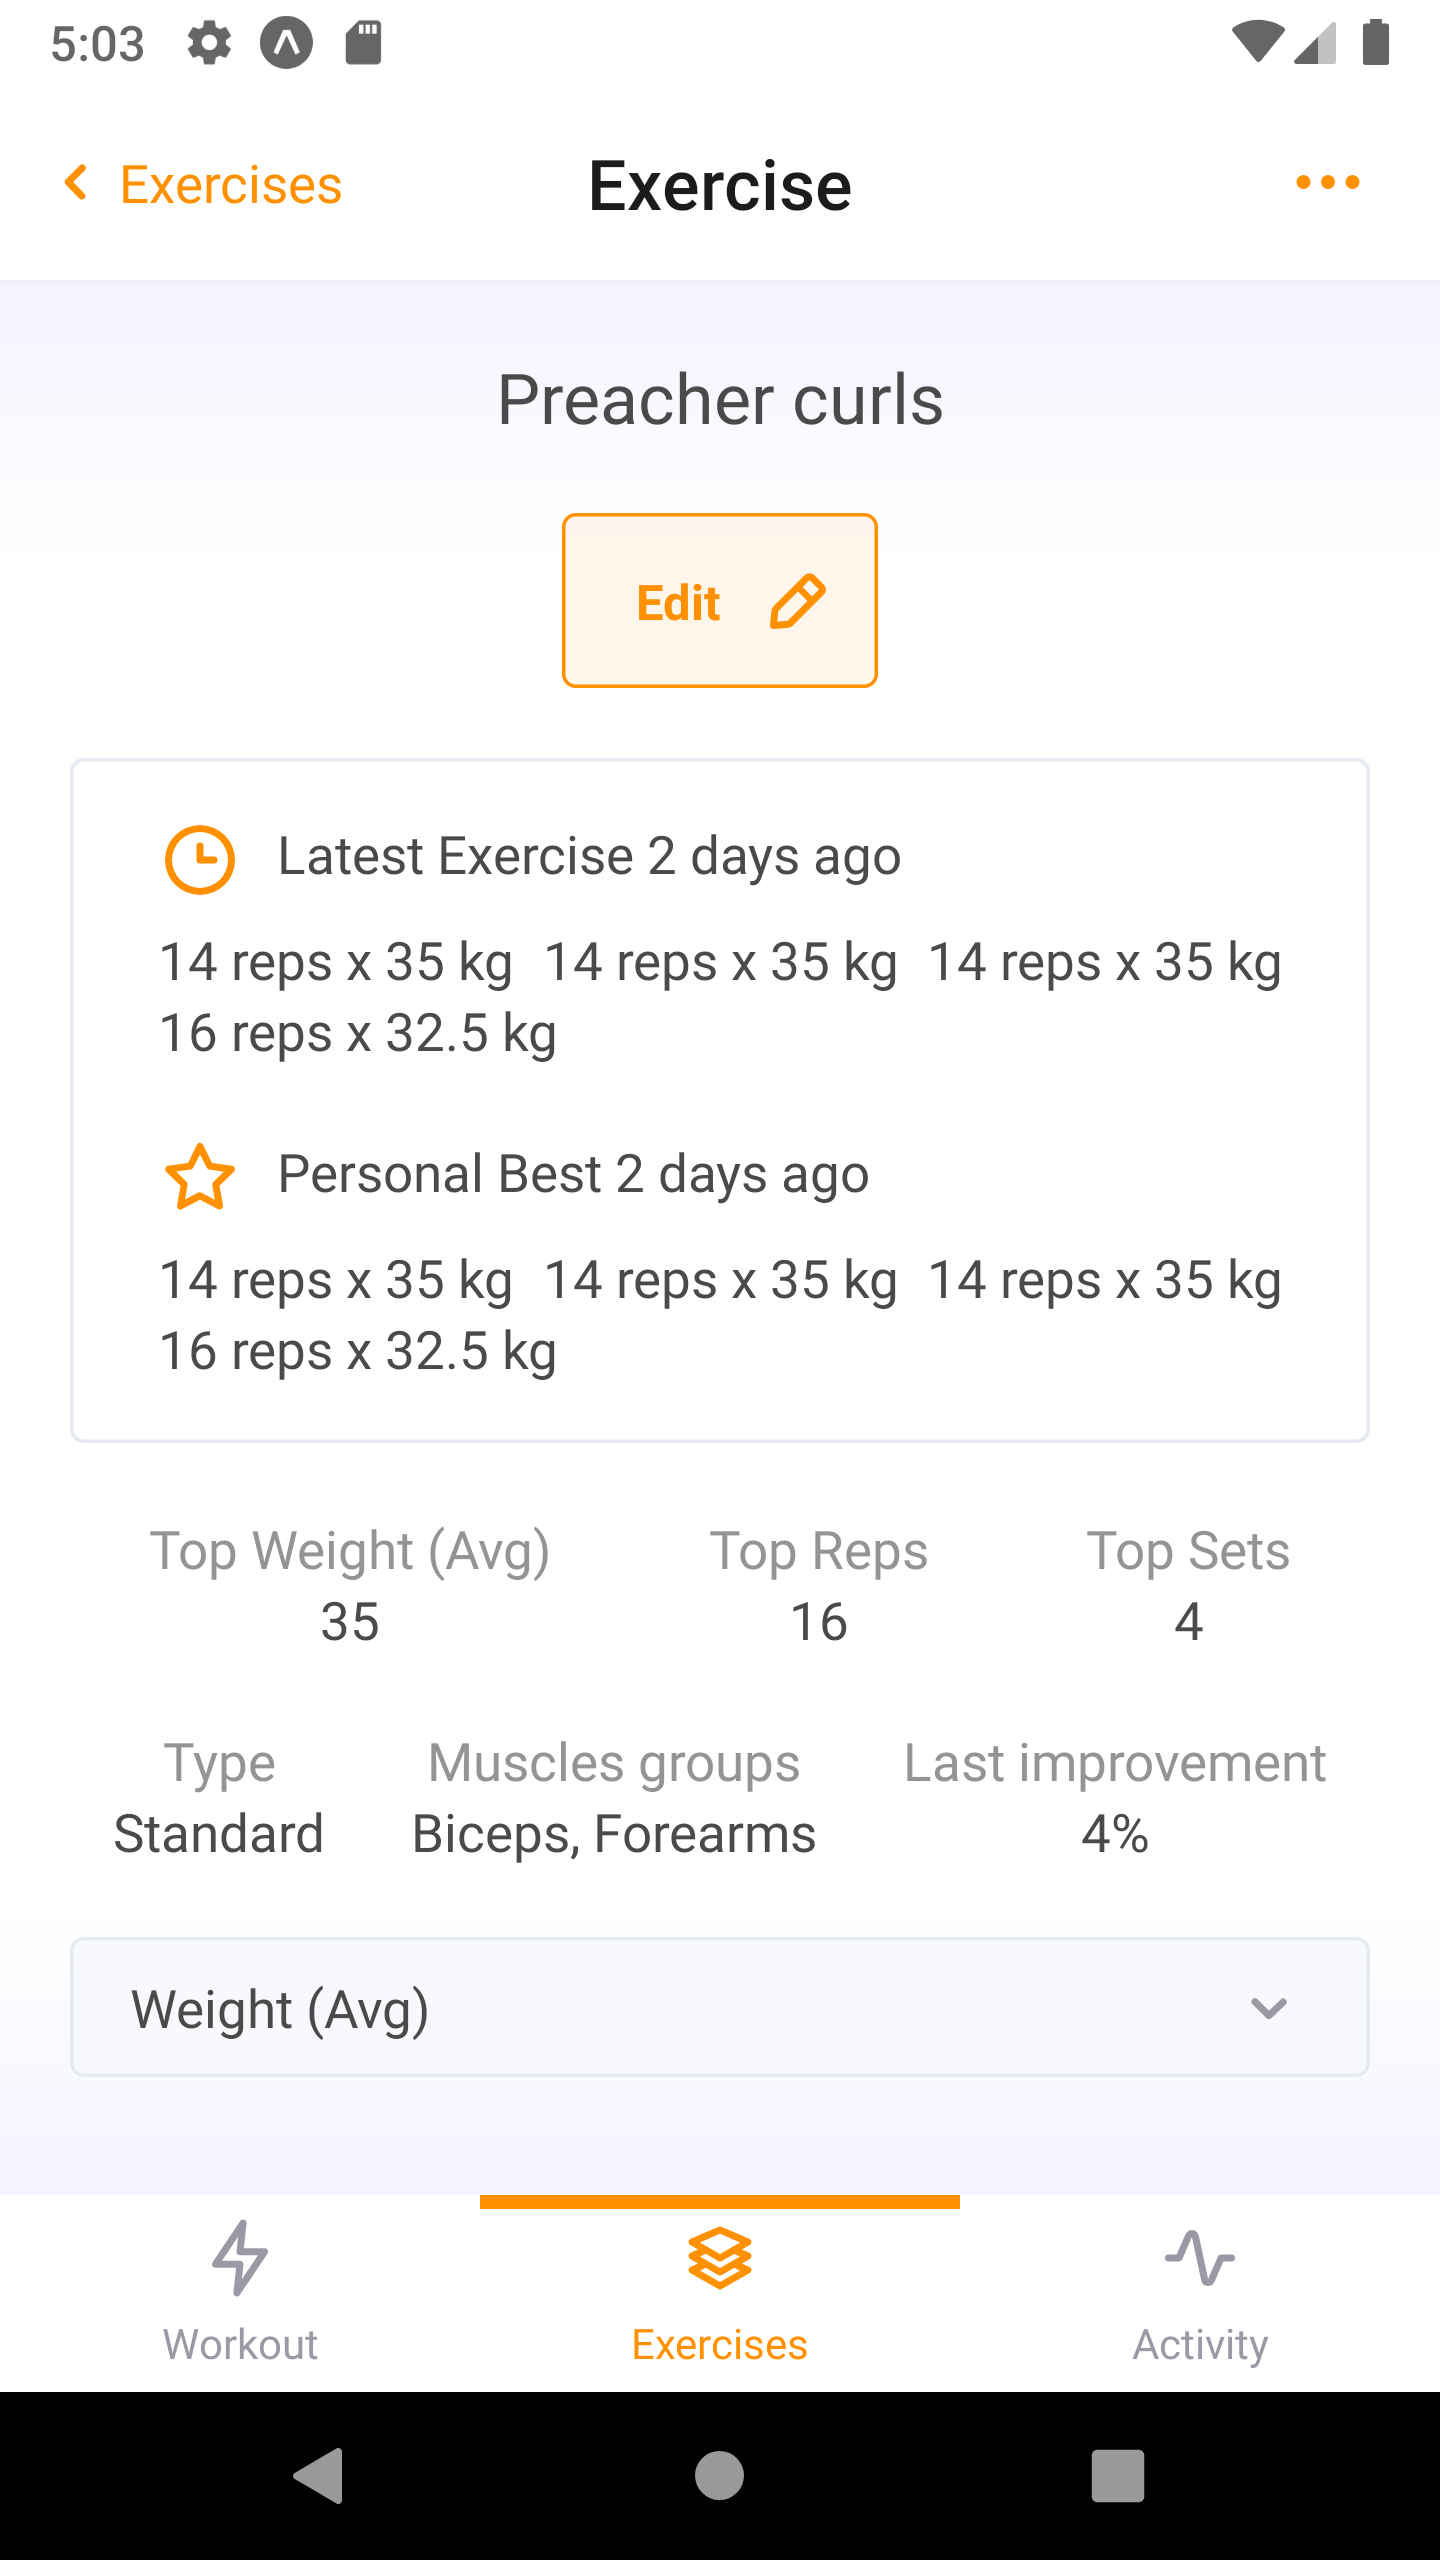 5:03
Exercises
Exercise
Preacher curls
Edit
Latest Exercise 2 days ago
14 reps x 35 kg 14 reps x 35 kg 14 reps x 35 kg
16 reps x 32.5 kg
Personal Best 2 days ago
14 reps x 35 kg 14 reps x 35 kg 14 reps x 35 kg
16 reps x 32.5 kg
Top Weight (Avg) Top Reps Top Sets
35 16 4
Type Muscles groups Last improvement
Standard Biceps, Forearms 4%
Weight (Avg)
Workout Exercises Activity